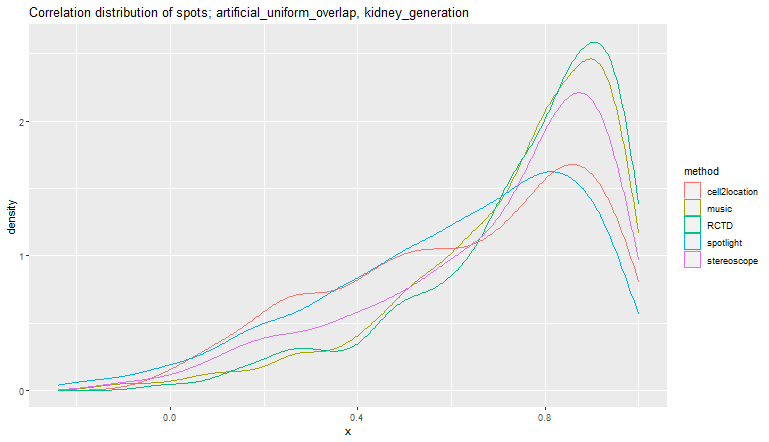 Correlation distribution of spots; artificial_uniform_overlap, kidney_generation
density
2
1
0
0.0
0.4
0.8
x
method
cell2location
music
RCTD
spotlight
stereoscope